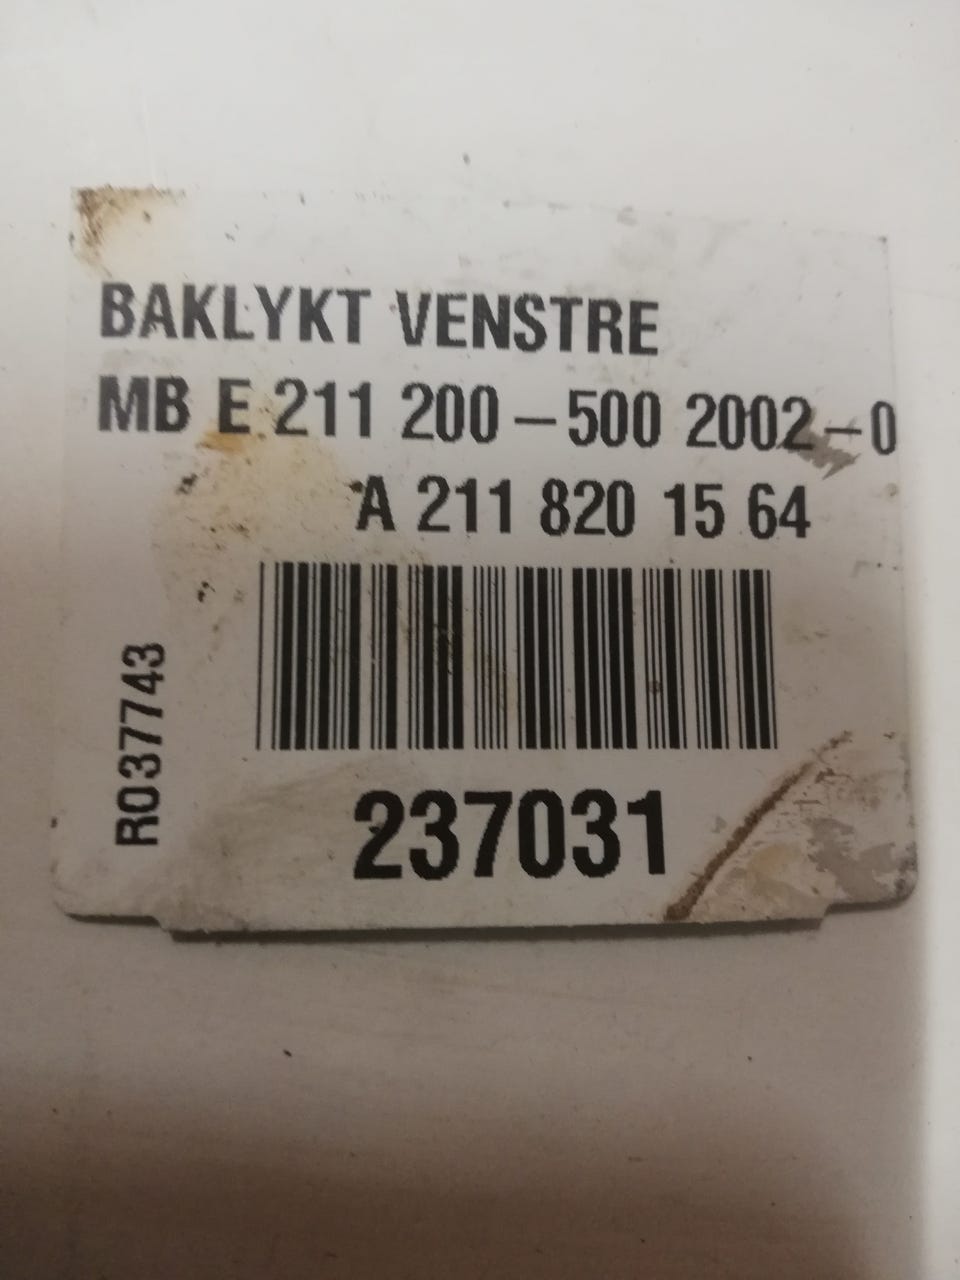 BAKLYKT VENSTRE
MB E 211 200-500 2002-0
A 211 820 15 64
R037743
237031